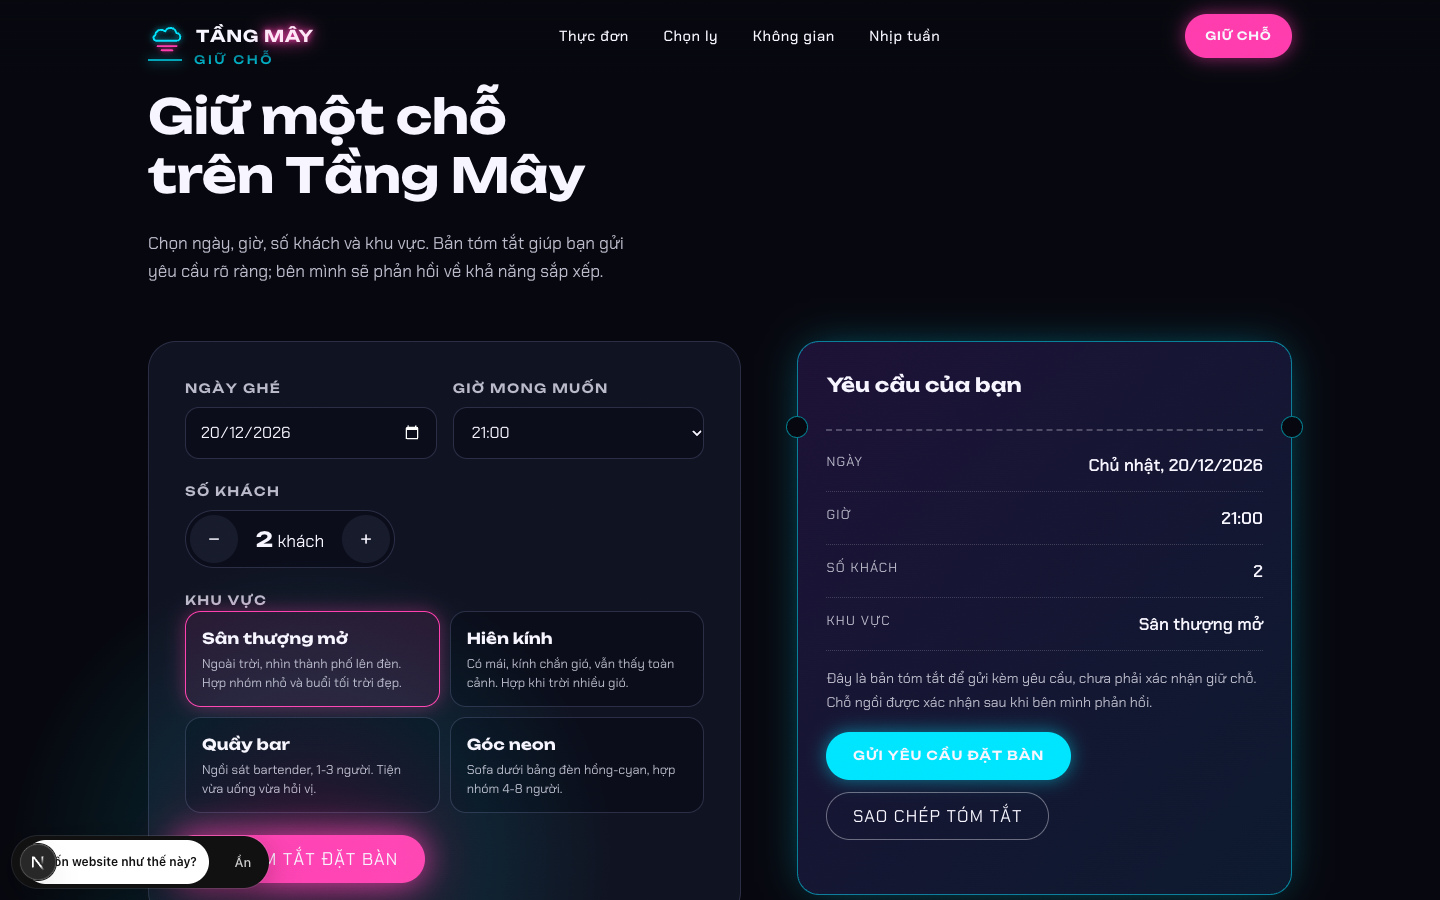 TẦNG MÂY
GIỮ CHỖ
Thực đơn
Chọn ly
Không gian
Nhịp tuần
GIỮ CHỖ
Giữ một chỗ
trên Tầng Mây
Chọn ngày, giờ, số khách và khu vực. Bản tóm tắt giúp bạn gửi
yêu cầu rõ ràng; bên mình sẽ phản hồi về khả năng sắp xếp.
NGÀY GHÉ
GIỜ MONG MUỐN
20/12/2026
21:00
SỐ KHÁCH
− 2 khách +
KHU VỰC
Sân thượng mở
Ngoài trời, nhìn thành phố lên đèn.
Hợp nhóm nhỏ và buổi tối trời đẹp.
Hiên kính
Có mái, kính chắn gió, vẫn thấy toàn
cảnh. Hợp khi trời nhiều gió.
Quầy bar
Ngồi sát bartender, 1-3 người. Tiện
vừa uống vừa hỏi vị.
Góc neon
Sofa dưới bảng đèn hồng-cyan, hợp
nhóm 4-8 người.
TẮT ĐẶT BÀN
N
website như thế này?
Ẩn
Yêu cầu của bạn
NGÀY
Chủ nhật, 20/12/2026
GIỜ
21:00
SỐ KHÁCH
2
KHU VỰC
Sân thượng mở
Đây là bản tóm tắt để gửi kèm yêu cầu, chưa phải xác nhận giữ chỗ.
Chỗ ngồi được xác nhận sau khi bên mình phản hồi.
GỬI YÊU CẦU ĐẶT BÀN
SAO CHÉP TÓM TẮT